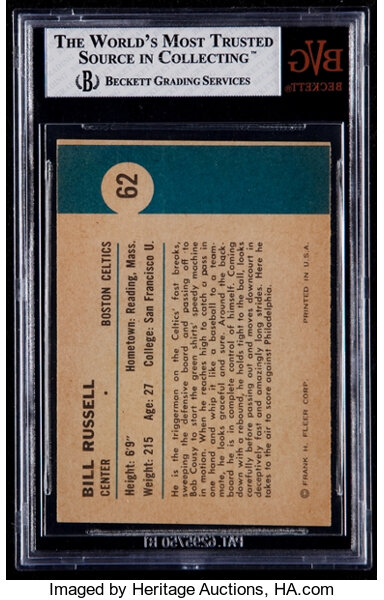 THE WORLD'S MOST TRUSTED
SOURCE IN COLLECTING™
B BECKETT GRADING SERVICES
BVG
BECKETT
62
BILL RUSSELL
CENTER • BOSTON CELTICS
Height: 6'9" Hometown: Reading, Mass.
Weight: 215 Age: 27 College: San Francisco U.
He is the triggerman on the Celtics' fast breaks,
sweeping the defensive board and passing off to
Bob Cousy to start the green shirts' speedy machine
in motion. When he reaches high to catch a pass in
one hand and whip it like a baseball to a team-
mate, he looks graceful and sure. Around the back-
board he is in complete control of himself. Coming
down with a rebound, he holds tight to the ball, looks
carefully before passing out and moves downcourt in
deceptively fast and amazingly long strides. Here he
takes to the air to score against Philadelphia.
© FRANK H. FLEER CORP. PRINTED IN U.S.A.
Imaged by Heritage Auctions, HA.com